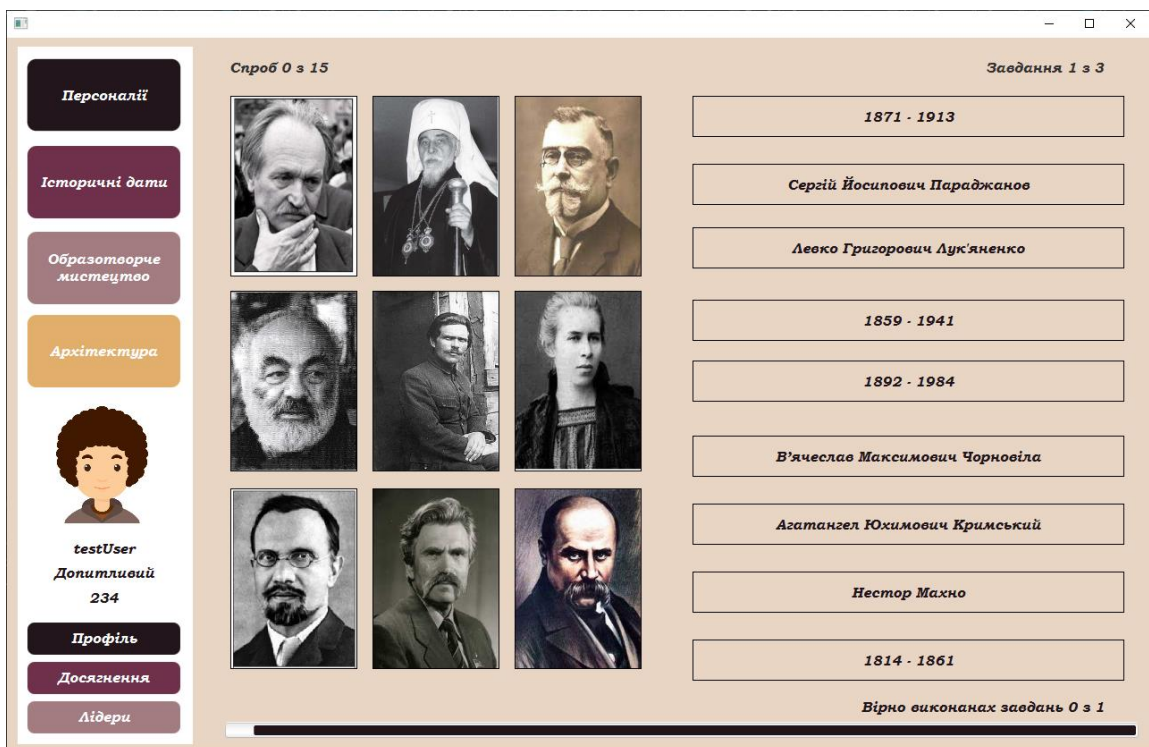 Персоналії
Історичні дати
Образотворче
мистецтво
Архітектура
testUser
Допитливий
234
Профіль
Досягнення
Лідери
Спроб 0 з 15
Завдання 1 з 3
1871 - 1913
Сергій Йосипович Параджанов
Левко Григорович Лук'яненко
1859 - 1941
1892 - 1984
В’ячеслав Максимович Чорновіла
Агатангел Юхимович Кримський
Нестор Махно
1814 - 1861
Вірно виконанах завдань 0 з 1